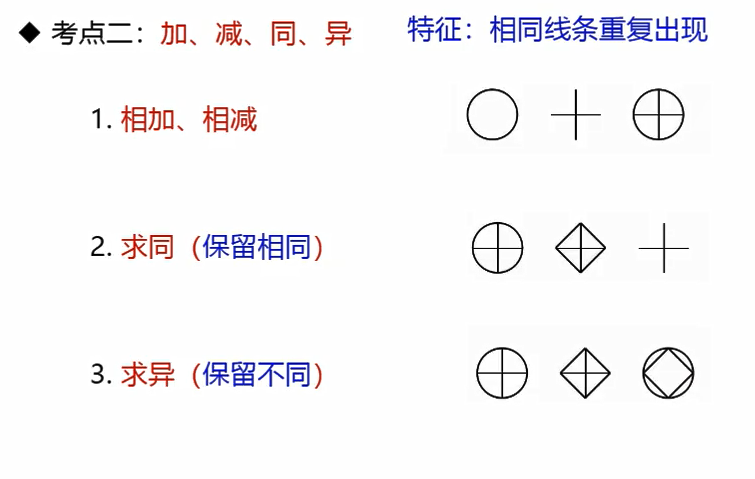 ◆ 考点二：加、减、同、异 特征：相同线条重复出现
1. 相加、相减
2. 求同（保留相同）
3. 求异（保留不同）